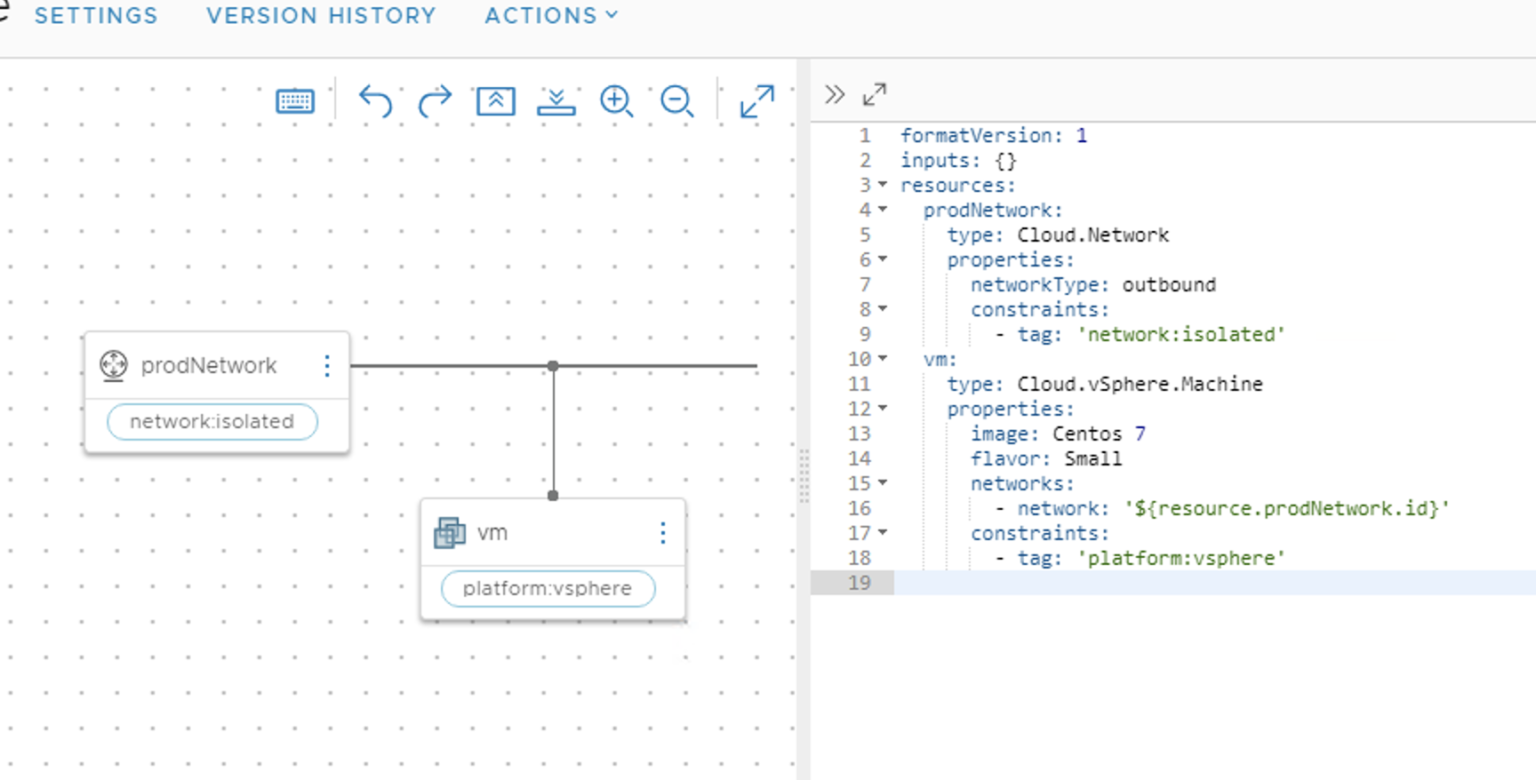 SETTINGS VERSION HISTORY ACTIONS
prodNetwork
network:isolated
vm
platform:vsphere
1 formatVersion: 1
2 inputs: {}
3 resources:
4   prodNetwork:
5     type: Cloud.Network
6     properties:
7       networkType: outbound
8       constraints:
9         - tag: 'network:isolated'
10   vm:
11     type: Cloud.vSphere.Machine
12     properties:
13       image: Centos 7
14       flavor: Small
15       networks:
16         - network: '${resource.prodNetwork.id}'
17       constraints:
18         - tag: 'platform:vsphere'
19